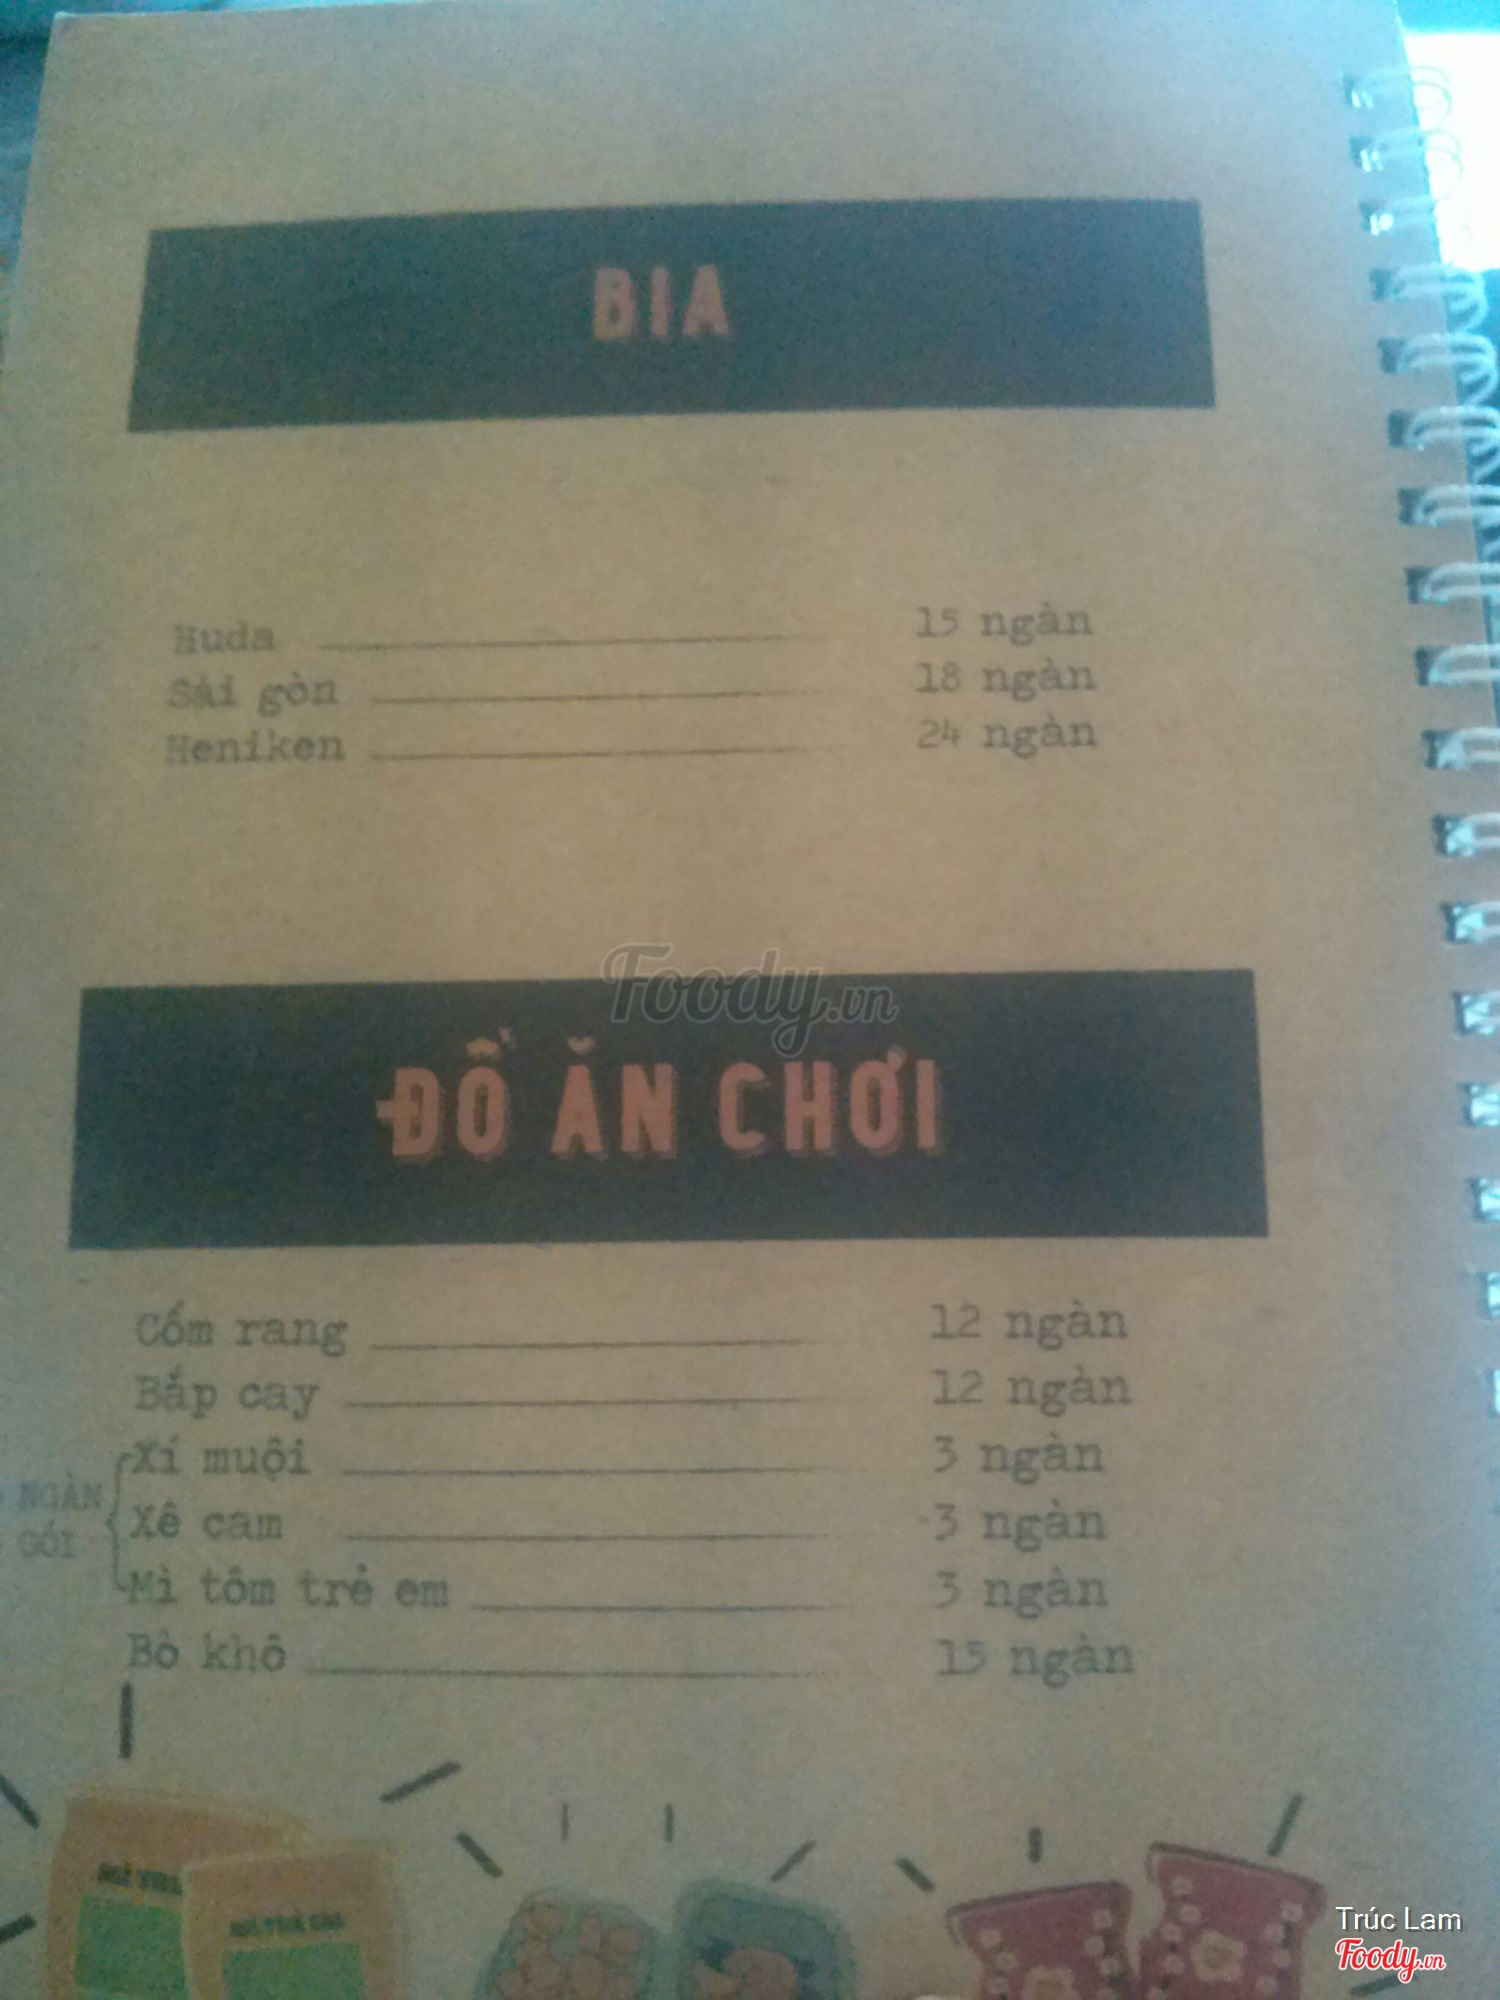 BIA
Huda 15 ngàn
Sài gòn 18 ngàn
Heniken 24 ngàn
Foody.vn
ĐỒ ĂN CHƠI
Cốm rang 12 ngàn
Bắp cay 12 ngàn
Xí muội 3 ngàn
NGÀN
Xê cam 3 ngàn
GÓI
Mì tôm trẻ em 3 ngàn
Bò khô 15 ngàn
Trúc Lam
Foody.vn